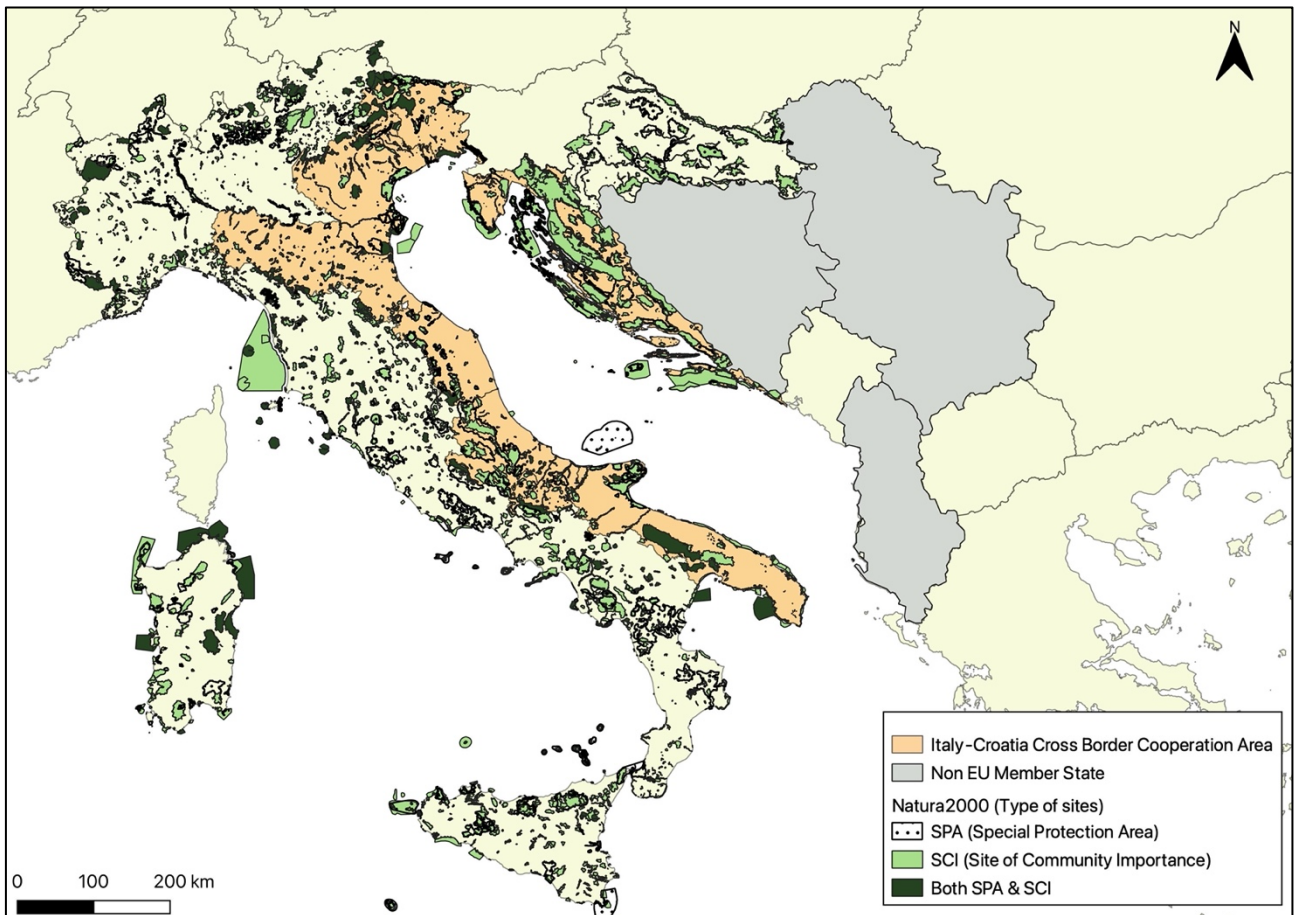 N
Italy-Croatia Cross Border Cooperation Area
Non EU Member State
Natura2000 (Type of sites)
SPA (Special Protection Area)
SCI (Site of Community Importance)
Both SPA & SCI
0 100 200 km